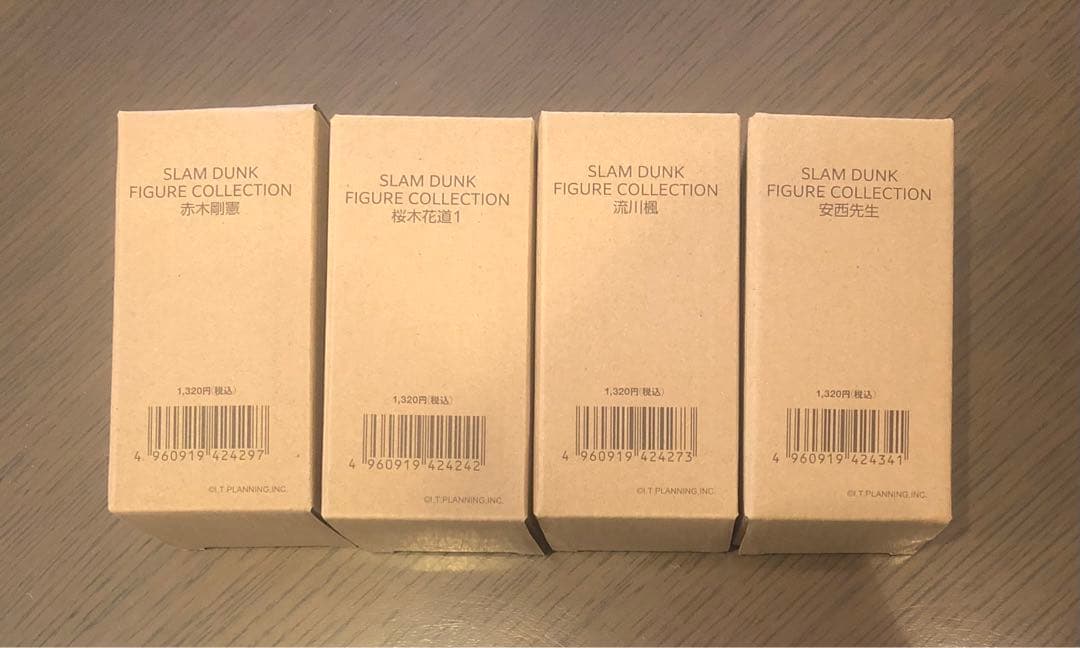 SLAM DUNK
FIGURE COLLECTION
赤木剛憲
1,320円(税込)
4 960919 424297
©I.T.PLANNING,INC.
SLAM DUNK
FIGURE COLLECTION
桜木花道1
1,320円(税込)
4 960919 424242
©I.T.PLANNING,INC.
SLAM DUNK
FIGURE COLLECTION
流川楓
1,320円(税込)
4 960919 424273
©I.T.PLANNING,INC.
SLAM DUNK
FIGURE COLLECTION
安西先生
1,320円(税込)
4 960919 424341
©I.T.PLANNING,INC.